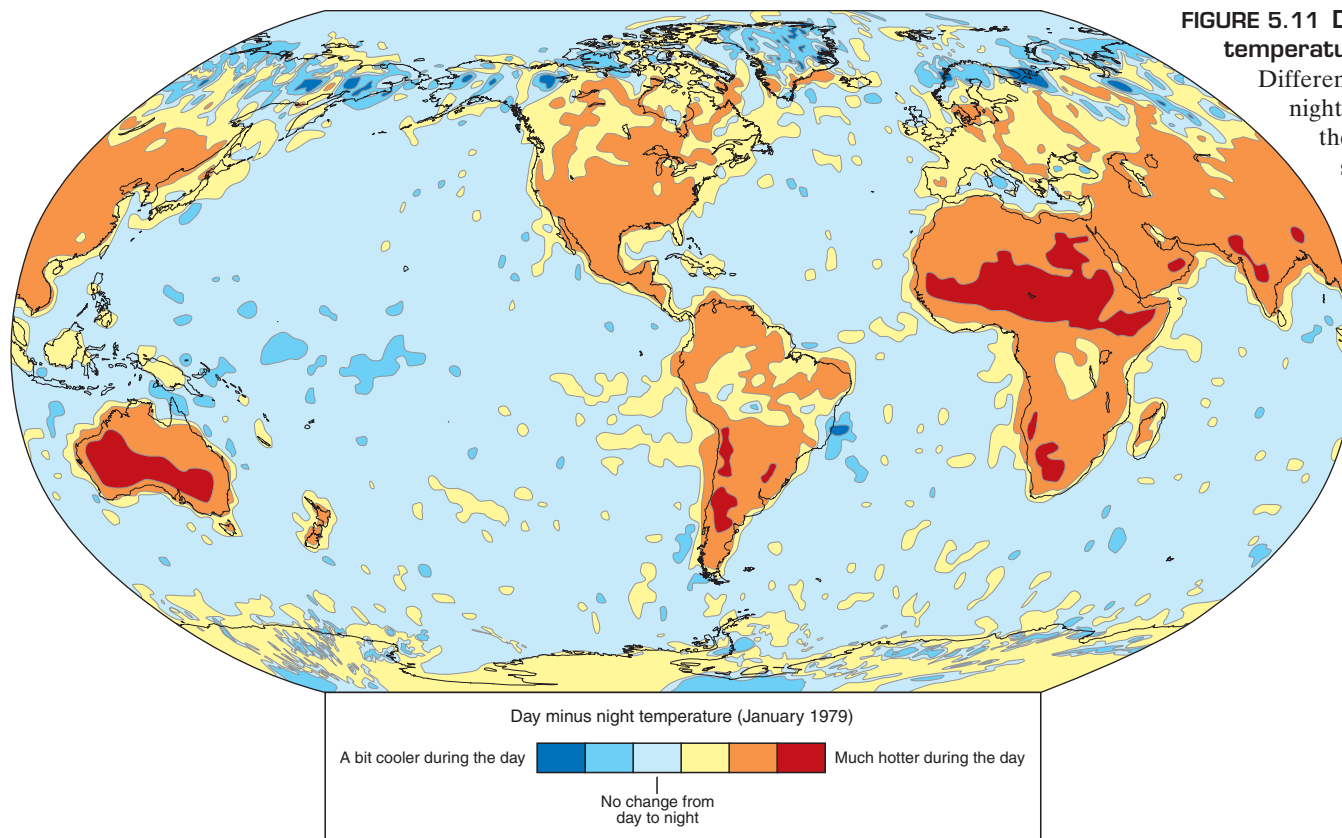 FIGURE 5.11
temperatu
Differen
night
the
s
Day minus night temperature (January 1979)
A bit cooler during the day
Much hotter during the day
No change from
day to night